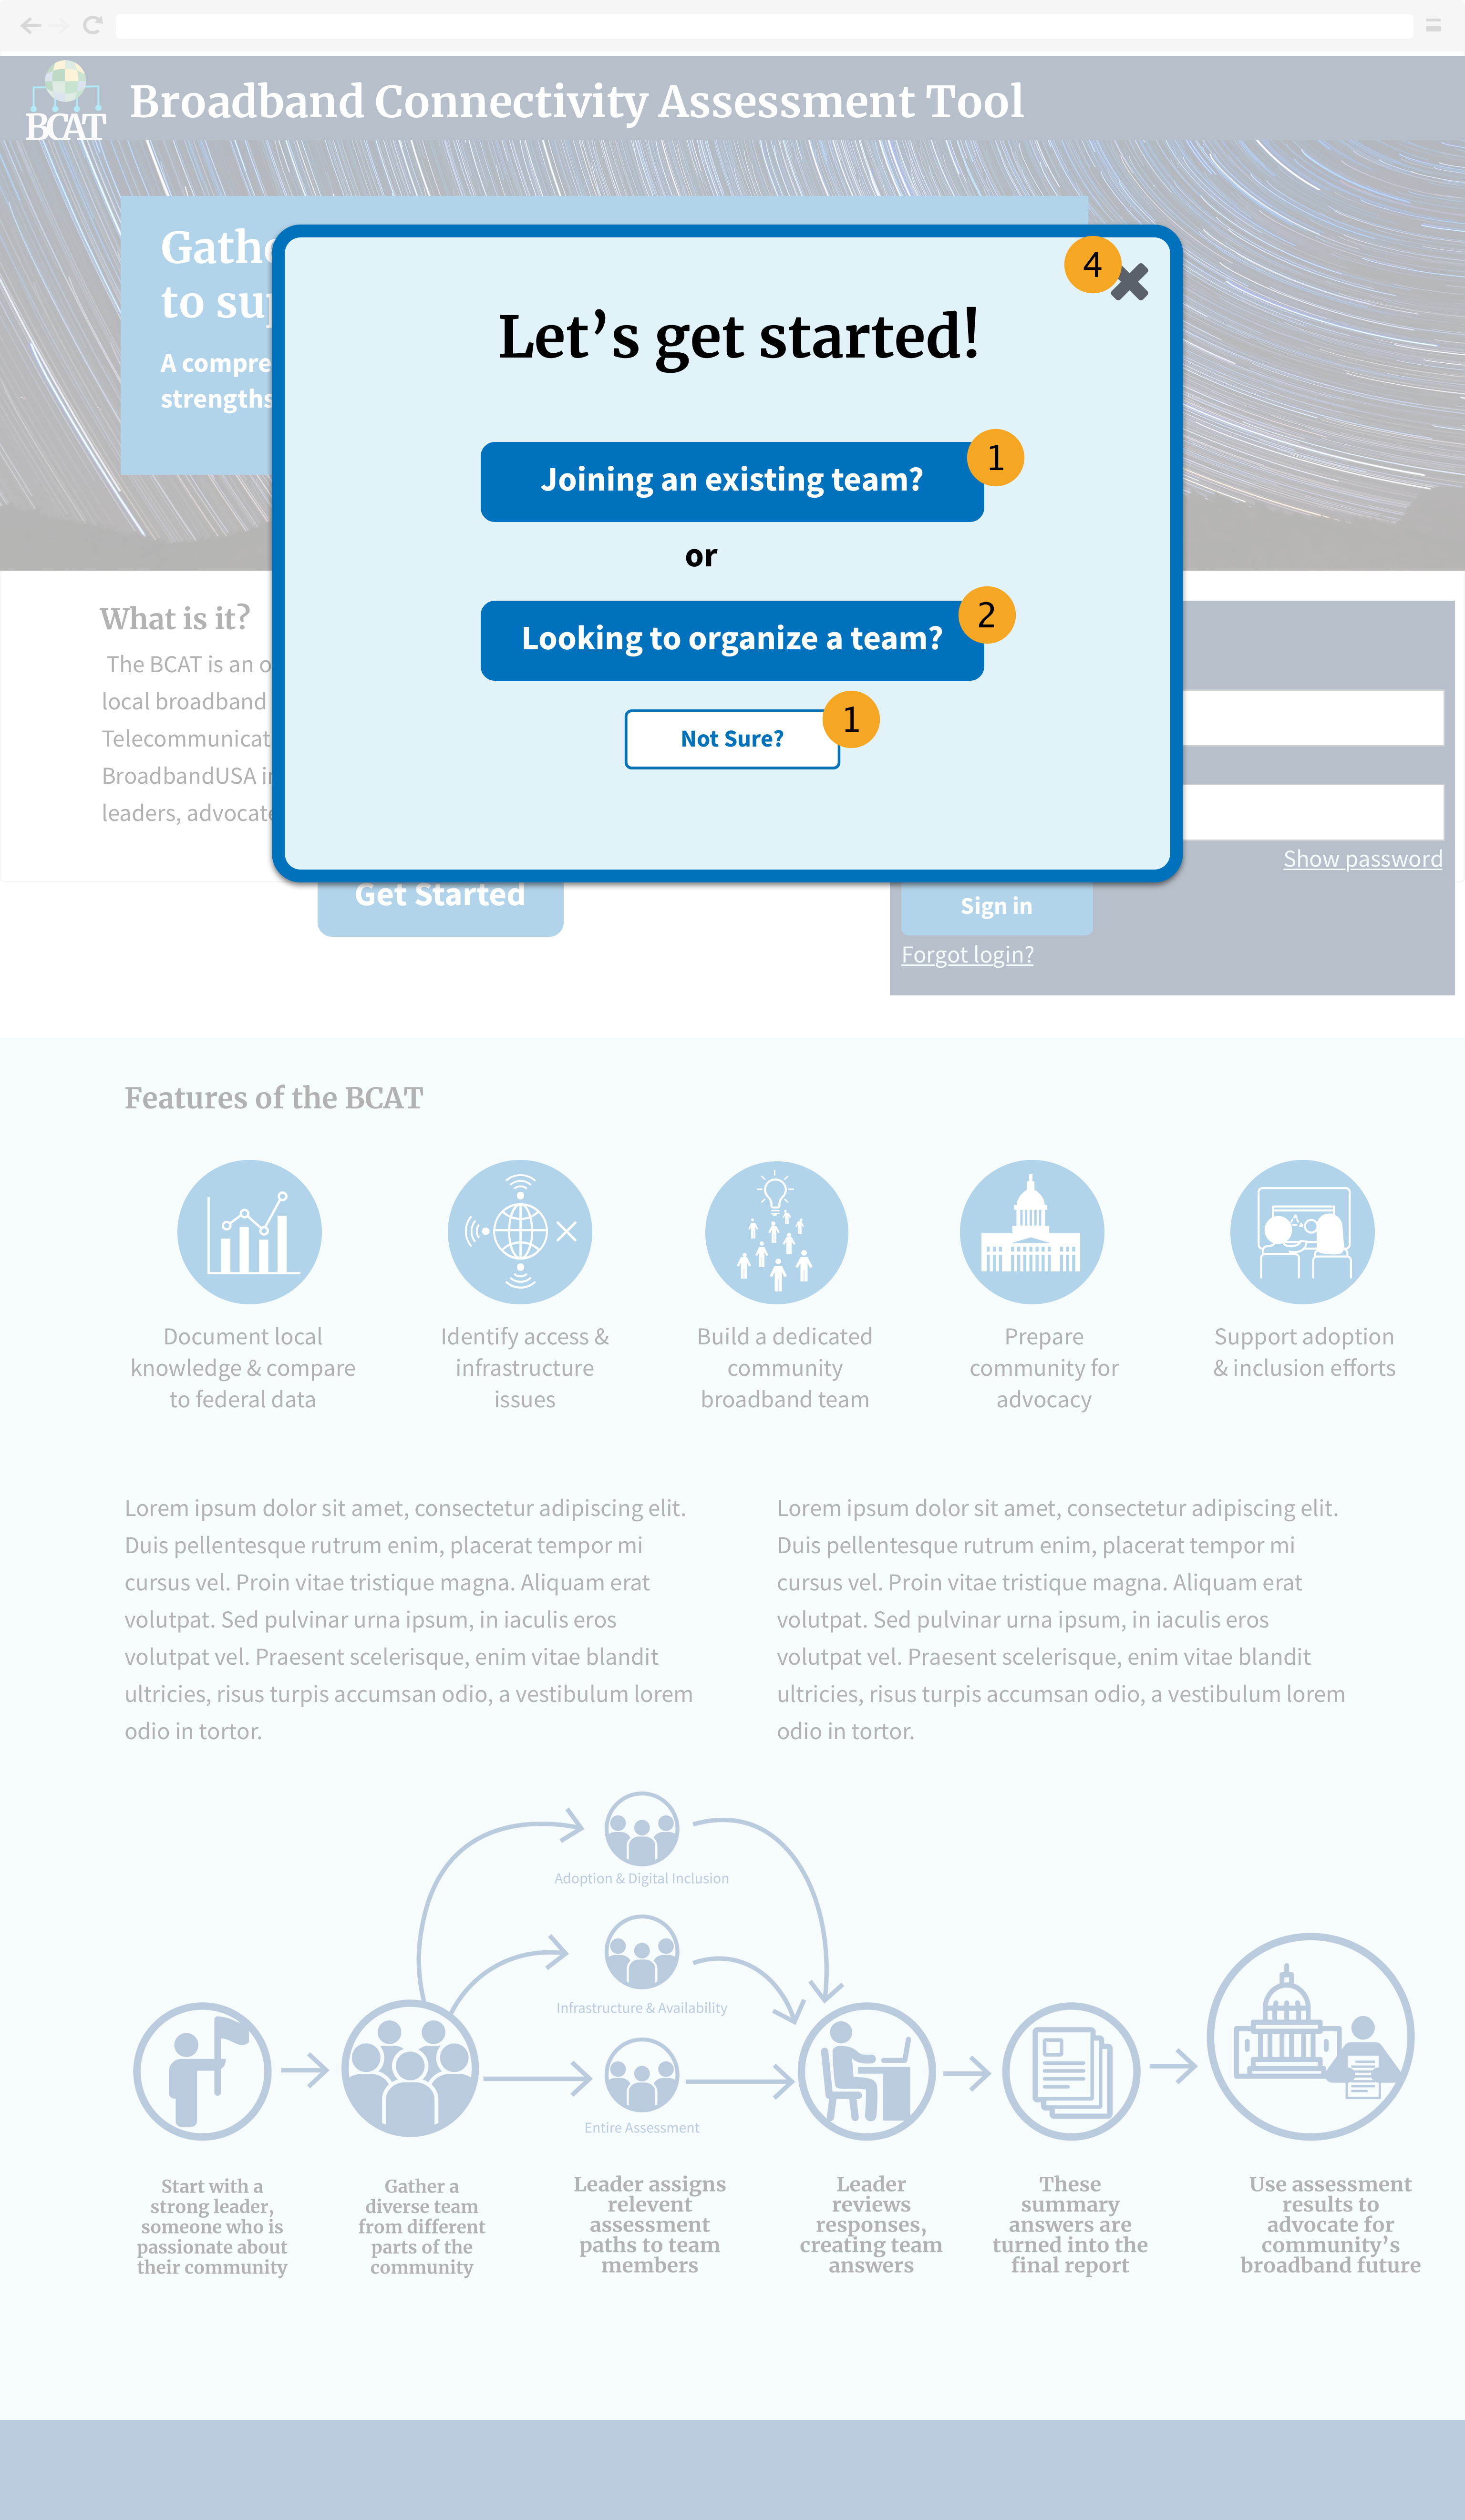 BCAT
Broadband Connectivity Assessment Tool
Gathe
to su
A compre
strengths
4
Let’s get started!
Joining an existing team?
1
or
Looking to organize a team?
2
Not Sure?
1
What is it?
The BCAT is an o
local broadband
Telecommunicat
BroadbandUSA i
leaders, advocate
Get Started
Show password
Sign in
Forgot login?
Features of the BCAT
Document local
knowledge & compare
to federal data
Identify access &
infrastructure
issues
Build a dedicated
community
broadband team
Prepare
community for
advocacy
Support adoption
& inclusion efforts
Lorem ipsum dolor sit amet, consectetur adipiscing elit.
Duis pellentesque rutrum enim, placerat tempor mi
cursus vel. Proin vitae tristique magna. Aliquam erat
volutpat. Sed pulvinar urna ipsum, in iaculis eros
volutpat vel. Praesent scelerisque, enim vitae blandit
ultricies, risus turpis accumsan odio, a vestibulum lorem
odio in tortor.
Lorem ipsum dolor sit amet, consectetur adipiscing elit.
Duis pellentesque rutrum enim, placerat tempor mi
cursus vel. Proin vitae tristique magna. Aliquam erat
volutpat. Sed pulvinar urna ipsum, in iaculis eros
volutpat vel. Praesent scelerisque, enim vitae blandit
ultricies, risus turpis accumsan odio, a vestibulum lorem
odio in tortor.
Adoption & Digital Inclusion
Infrastructure & Availability
Entire Assessment
Start with a
strong leader,
someone who is
passionate about
their community
Gather a
diverse team
from different
parts of the
community
Leader assigns
relevent
assessment
paths to team
members
Leader
reviews
responses,
creating team
answers
These
summary
answers are
turned into the
final report
Use assessment
results to
advocate for
community’s
broadband future